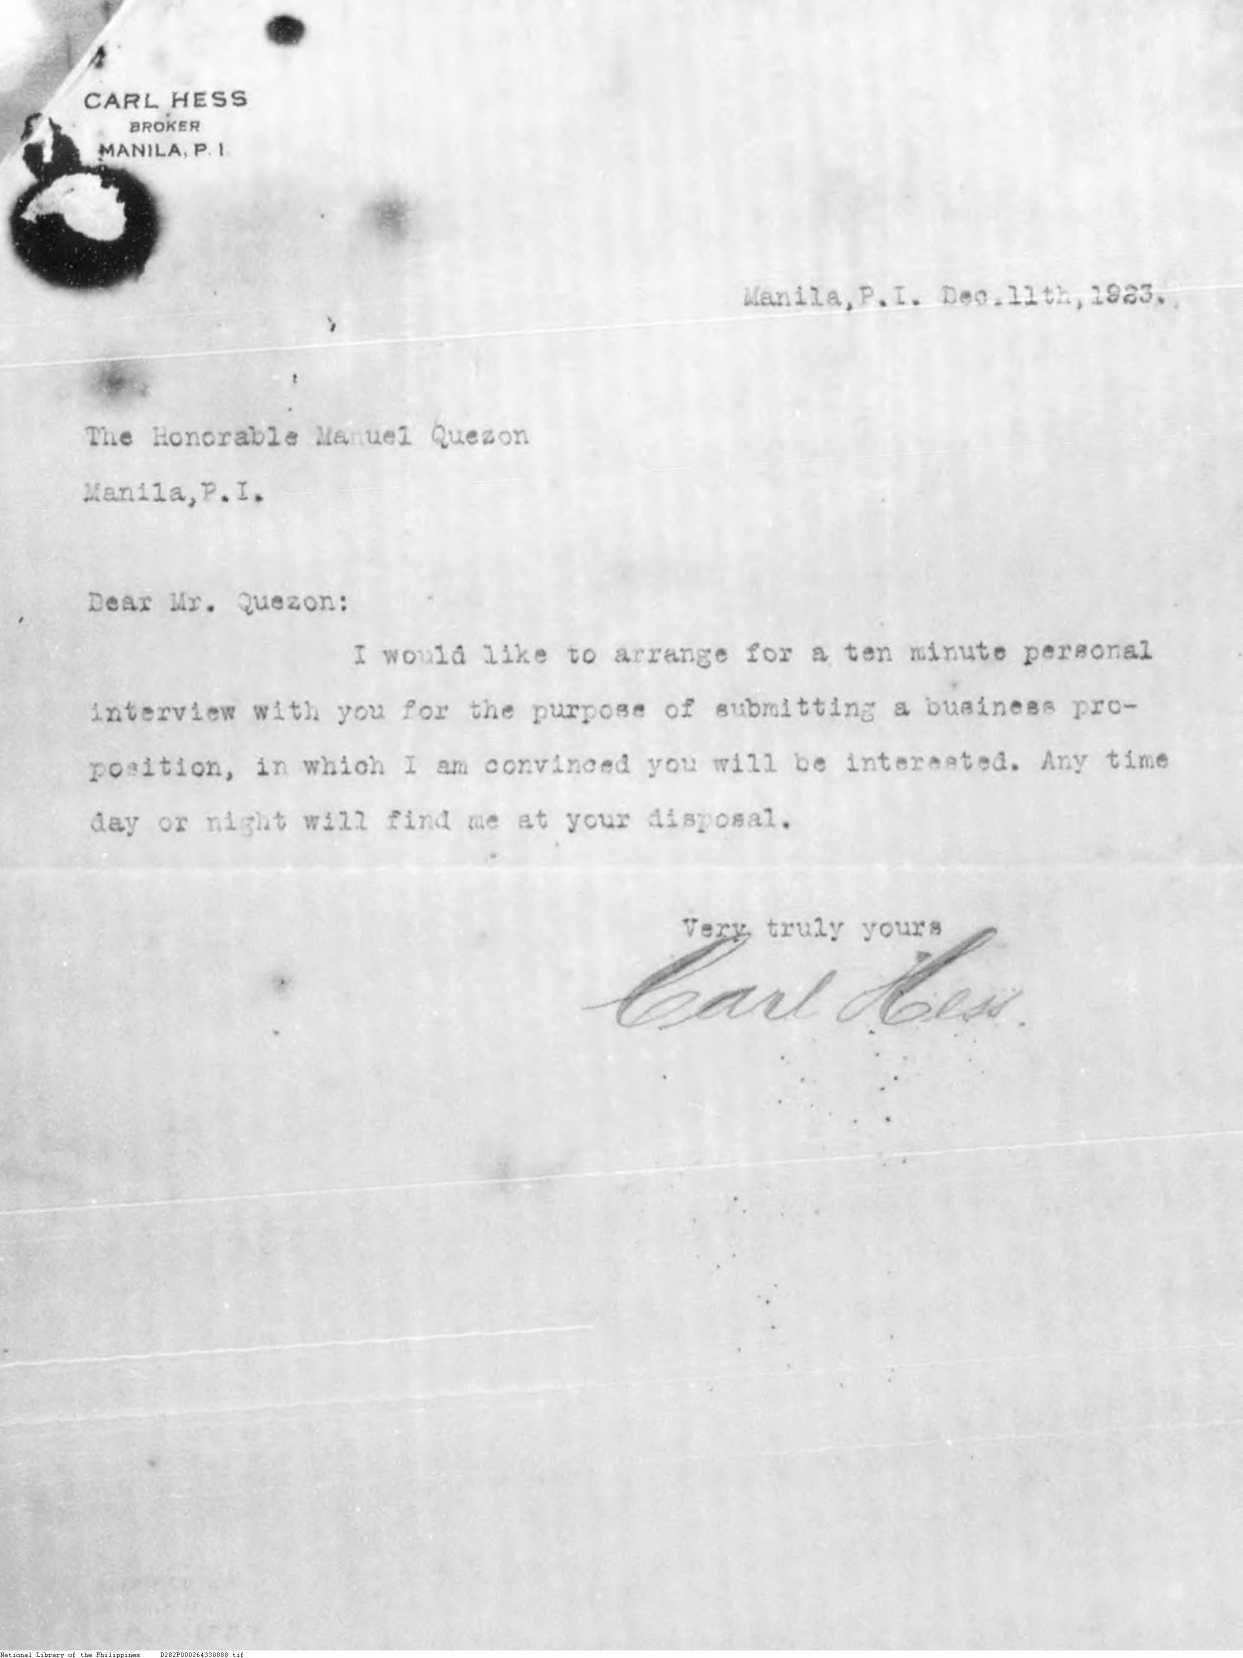 CARL HESS
BROKER
MANILA, P. I.
Manila,P.I. Dec.11th,1923.
The Honorable Manuel Quezon
Manila,P.I.
Dear Mr. Quezon:
I would like to arrange for a ten minute personal
interview with you for the purpose of submitting a business pro-
position, in which I am convinced you will be interested. Any time
day or night will find me at your disposal.
Very truly yours
Carl Hess.
National Library of the Philippines D282P000264330008.tif